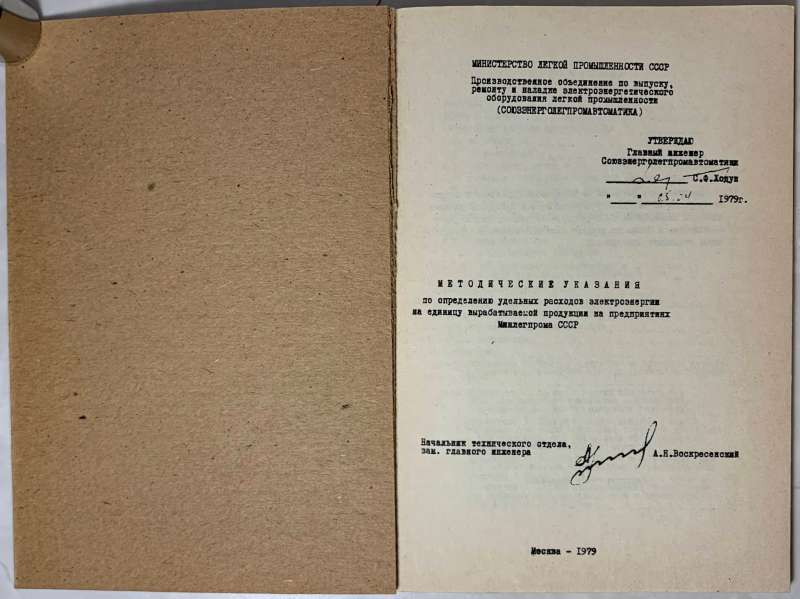 МИНИСТЕРСТВО ЛЕГКОЙ ПРОМЫШЛЕННОСТИ СССР
Производственное объединение по выпуску,
ремонту и наладке электроэнергетического
оборудования легкой промышленности
(СОЮЗЭНЕРГОЛЕГПРОМАВТОМАТИКА)
УТВЕРЖДАЮ
Главный инженер
Союзэнерголегпромавтоматики
С.Ф.Ходун
"   " 1979г.
МЕТОДИЧЕСКИЕ УКАЗАНИЯ
по определению удельных расходов электроэнергии
на единицу вырабатываемой продукции на предприятиях
Минлегпрома СССР
Начальник технического отдела,
зам. главного инженера
А.Н.Воскресенский
Москва - 1979